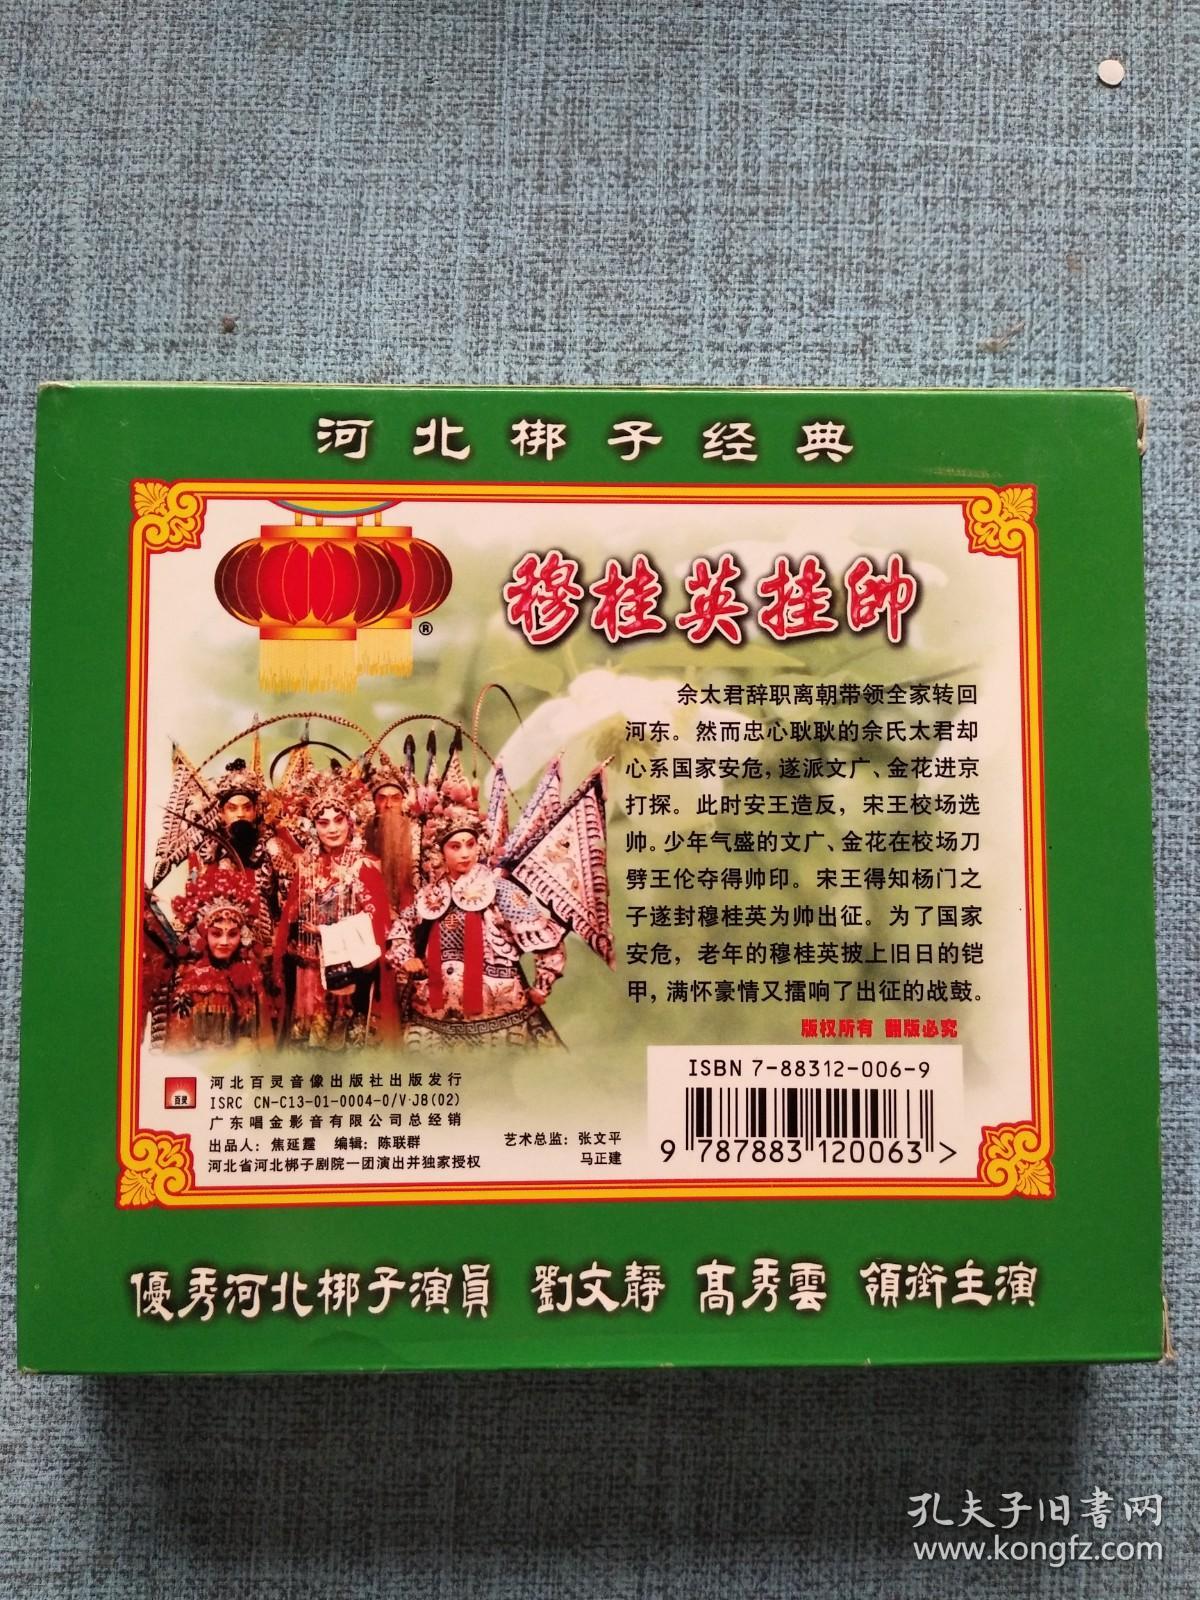 河北梆子经典
®
穆桂英挂帥
佘太君辞职离朝带领全家转回
河东。然而忠心耿耿的佘氏太君却
心系国家安危，遂派文广、金花进京
打探。此时安王造反，宋王校场选
帅。少年气盛的文广、金花在校场刀
劈王伦夺得帅印。宋王得知杨门之
子遂封穆桂英为帅出征。为了国家
安危，老年的穆桂英披上旧日的铠
甲，满怀豪情又擂响了出征的战鼓。
版权所有 翻版必究
百灵
河北百灵音像出版社出版发行
ISRC CN-C13-01-0004-0/V·J8(02)
广东唱金影音有限公司总经销
出品人：焦延霆 编辑：陈联群
河北省河北梆子剧院一团演出并独家授权
艺术总监：张文平
马正建
ISBN 7-88312-006-9
9 787883 120063 >
優秀河北梆子演員 劉文靜 高秀雲 領銜主演
孔夫子旧書网
www.kongfz.com